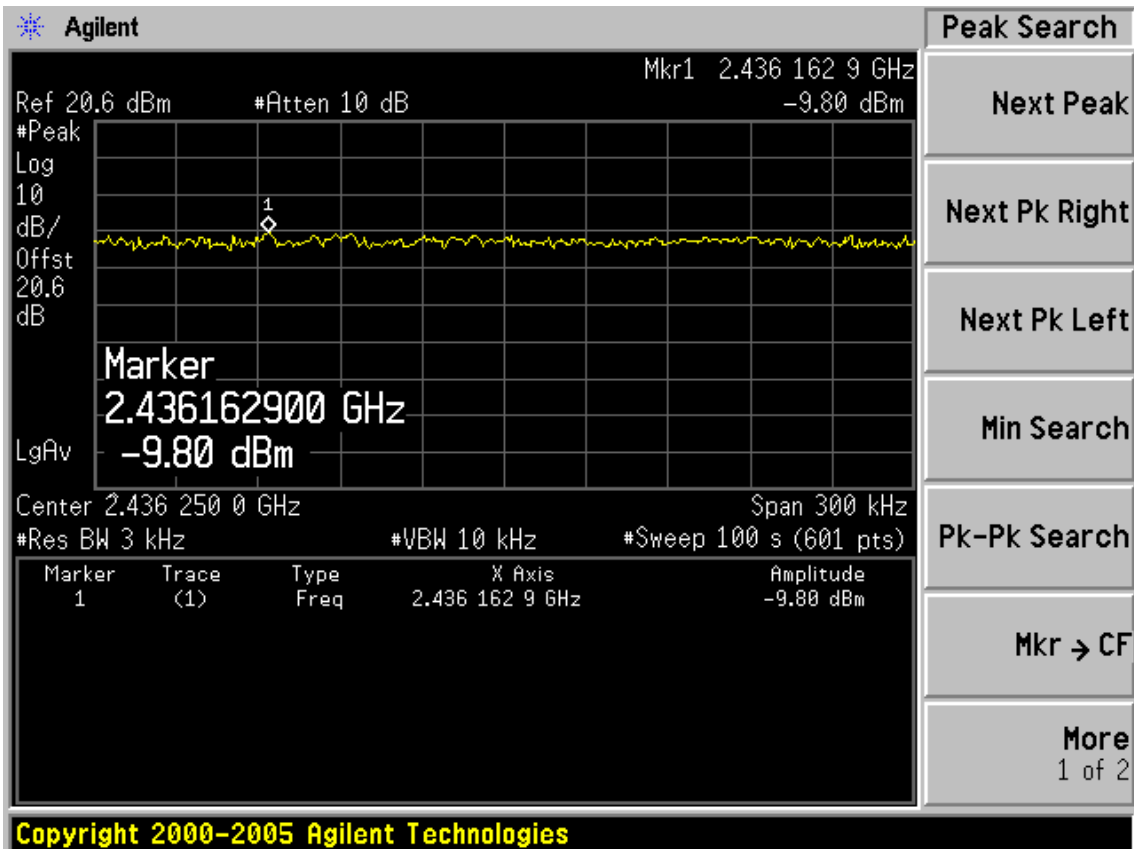 Agilent
Peak Search
Mkr1 2.436 162 9 GHz
Ref 20.6 dBm #Atten 10 dB -9.80 dBm
#Peak
Log
10
dB/
Offst
20.6
dB
1
Marker
2.436162900 GHz
-9.80 dBm
LgAv
Center 2.436 250 0 GHz Span 300 kHz
#Res BW 3 kHz #VBW 10 kHz #Sweep 100 s (601 pts)
Marker Trace Type X Axis Amplitude
1 (1) Freq 2.436 162 9 GHz -9.80 dBm
Next Peak
Next Pk Right
Next Pk Left
Min Search
Pk-Pk Search
Mkr → CF
More
1 of 2
Copyright 2000-2005 Agilent Technologies